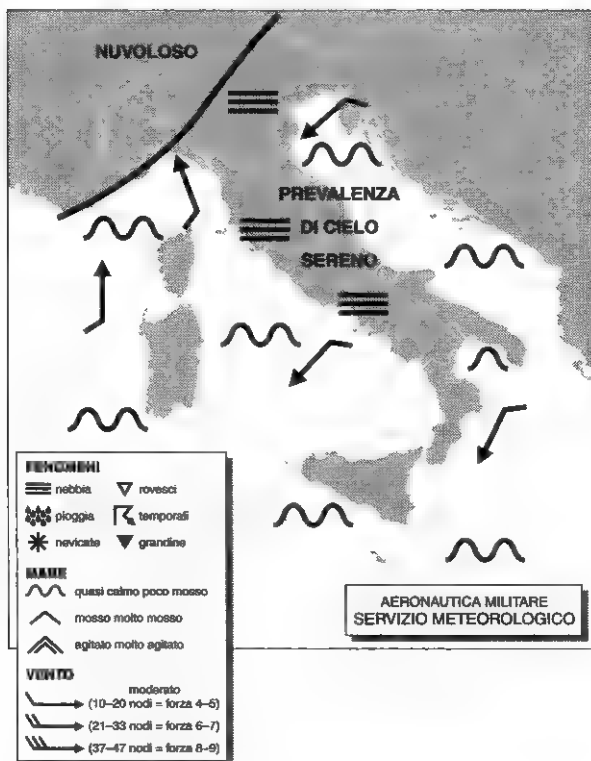 NUVOLOSO
PREVALENZA
DI CIELO
SERENO
FENOMENI
nebbia
rovesci
pioggia
temporali
nevicate
grandine
MARE
quasi calmo poco mosso
mosso molto mosso
agitato molto agitato
VENTO
moderato
(10–20 nodi = forza 4–5)
(21–33 nodi = forza 6–7)
(37–47 nodi = forza 8–9)
AERONAUTICA MILITARE
SERVIZIO METEOROLOGICO